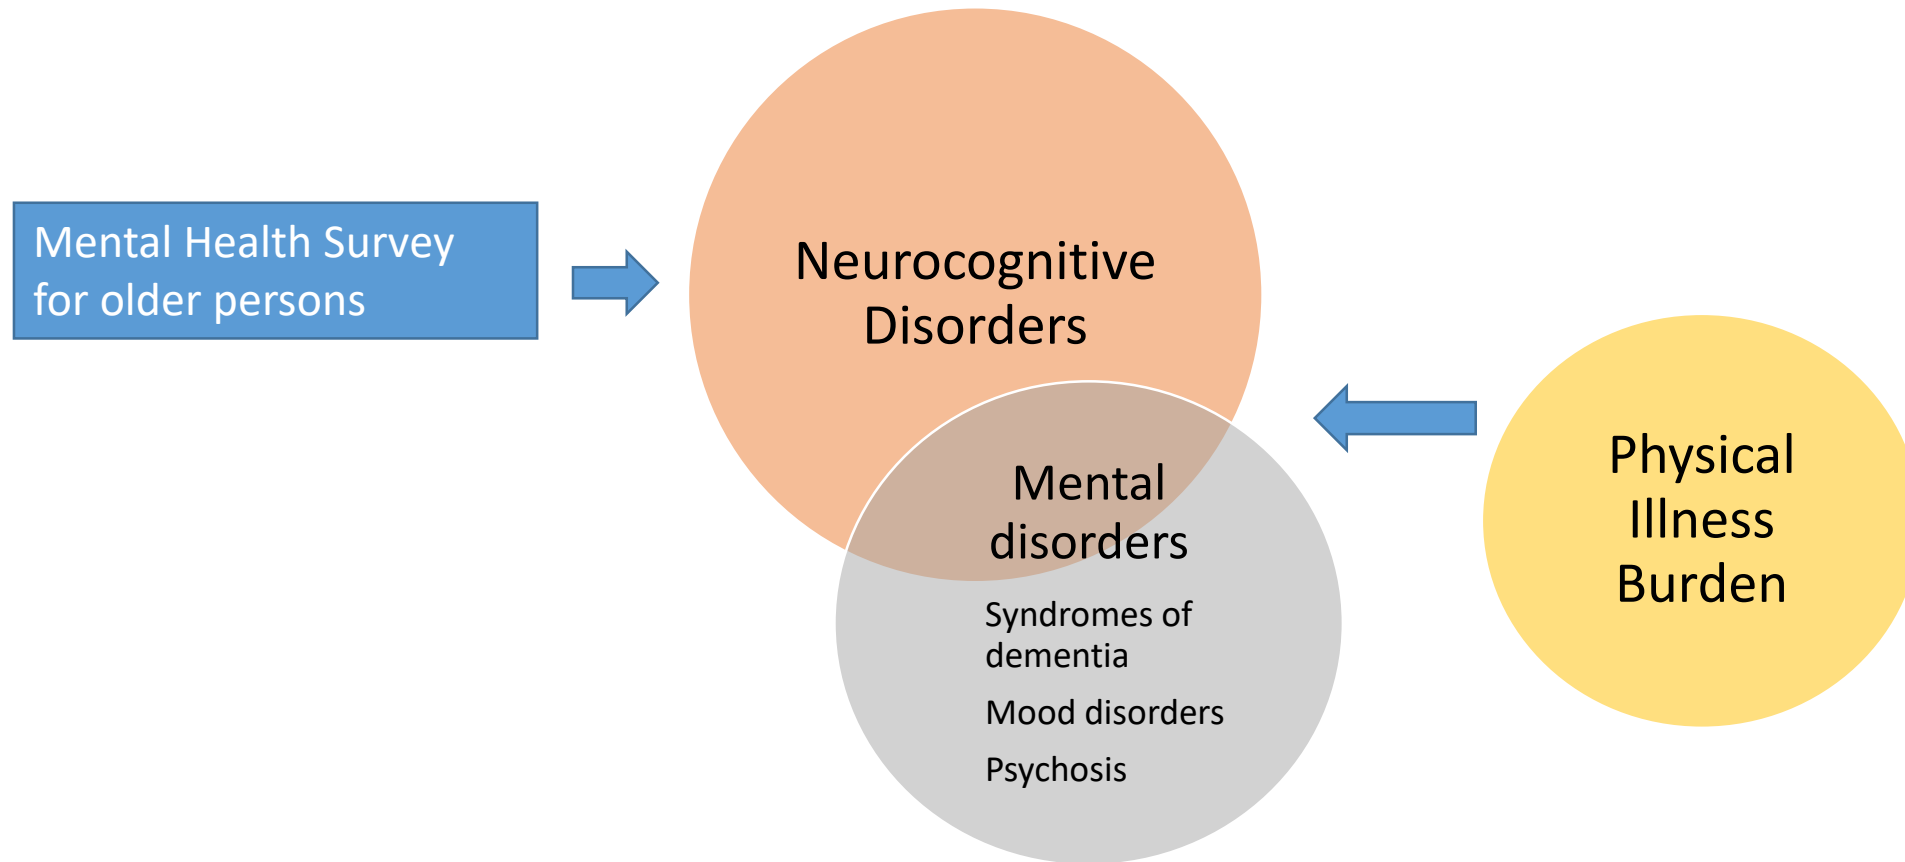 Mental Health Survey
for older persons
Neurocognitive
Disorders
Mental
disorders
Syndromes of
dementia
Mood disorders
Psychosis
Physical
Illness
Burden